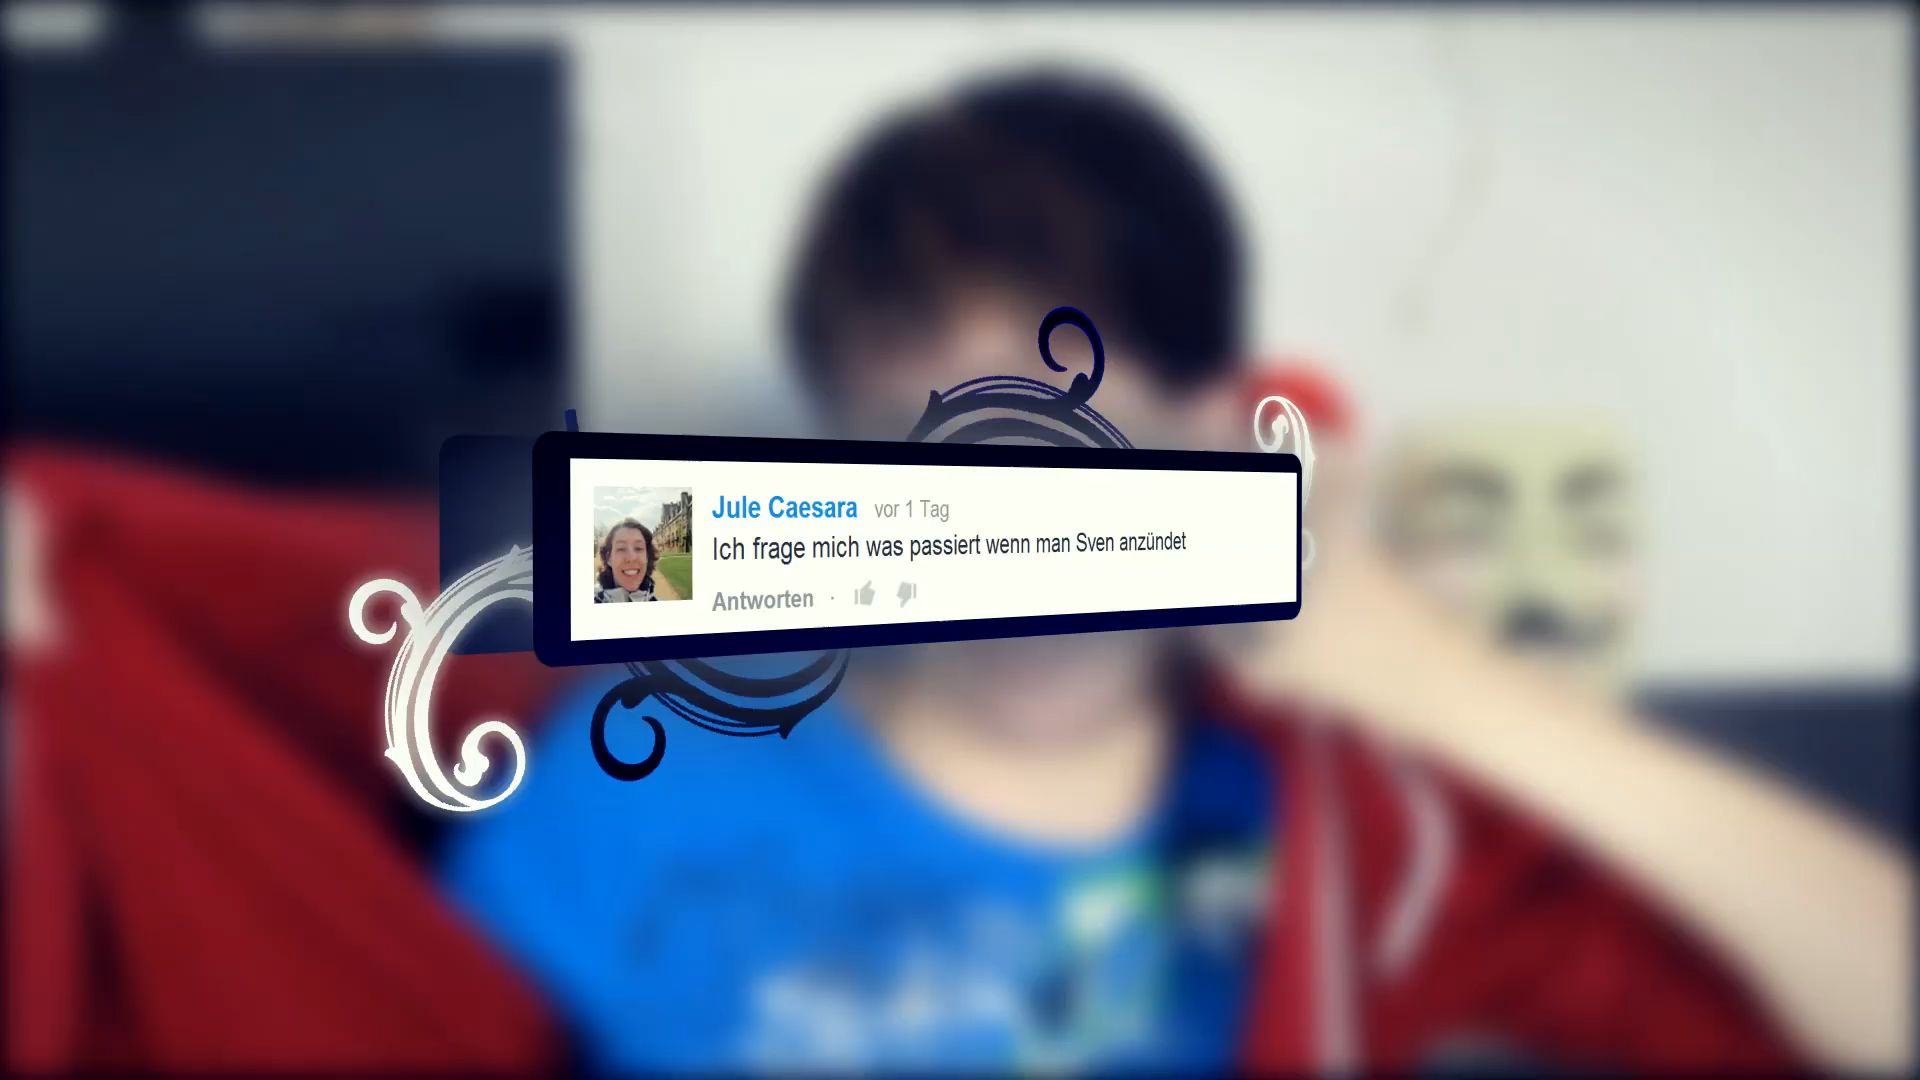 Jule Caesara vor 1 Tag
Ich frage mich was passiert wenn man Sven anzündet
Antworten ·